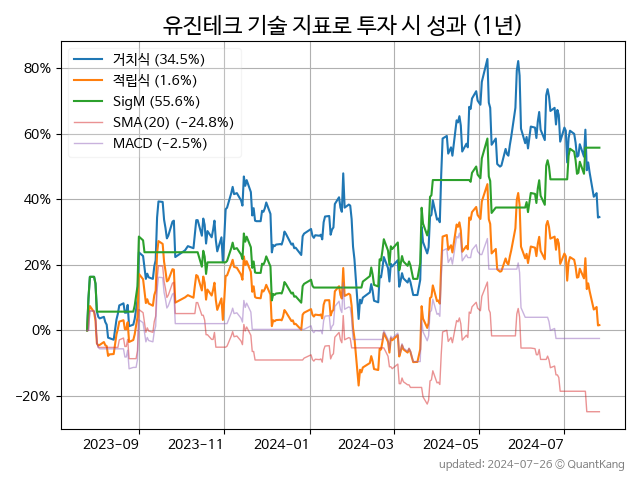 유진테크 기술 지표로 투자 시 성과 (1년)
거치식 (34.5%)
적립식 (1.6%)
SigM (55.6%)
SMA(20) (−24.8%)
MACD (−2.5%)
80%
60%
40%
20%
0%
−20%
2023-09
2023-11
2024-01
2024-03
2024-05
2024-07
updated: 2024-07-26 © QuantKang